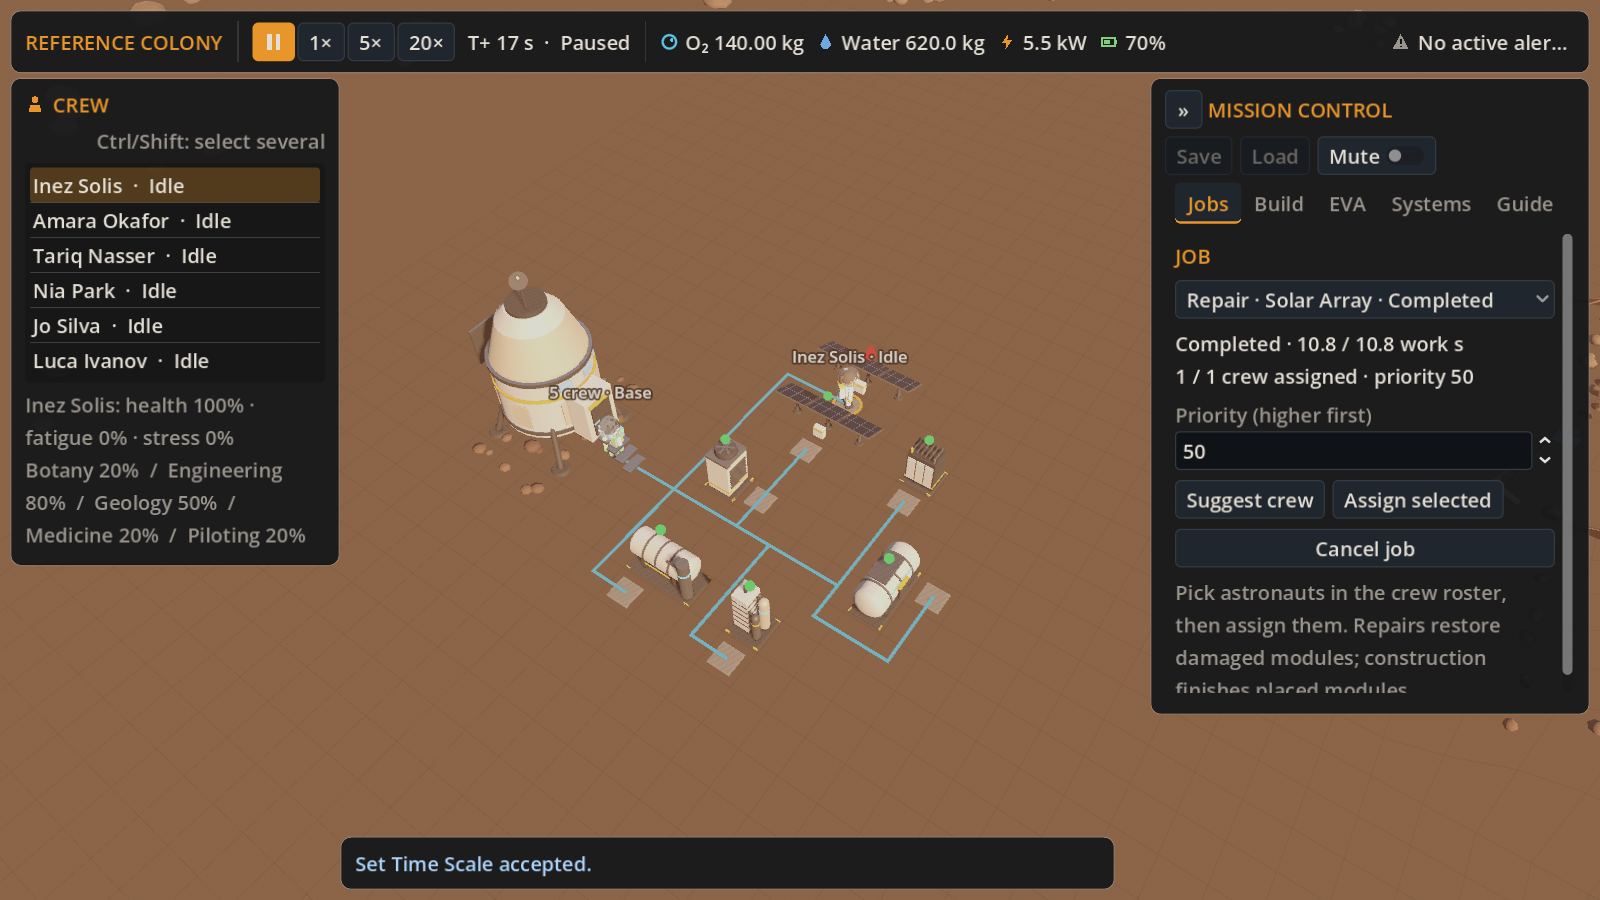 REFERENCE COLONY
1× 5× 20× T+ 17 s · Paused O₂ 140.00 kg Water 620.0 kg 5.5 kW 70% No active aler...
CREW
Ctrl/Shift: select several
Inez Solis · Idle
Amara Okafor · Idle
Tariq Nasser · Idle
Nia Park · Idle
Jo Silva · Idle
Luca Ivanov · Idle
Inez Solis: health 100% ·
fatigue 0% · stress 0%
Botany 20% / Engineering
80% / Geology 50% /
Medicine 20% / Piloting 20%
Inez Solis · Idle
5 crew · Base
» MISSION CONTROL
Save Load Mute
Jobs Build EVA Systems Guide
JOB
Repair · Solar Array · Completed
Completed · 10.8 / 10.8 work s
1 / 1 crew assigned · priority 50
Priority (higher first)
50
Suggest crew Assign selected
Cancel job
Pick astronauts in the crew roster,
then assign them. Repairs restore
damaged modules; construction
finishes placed modules
Set Time Scale accepted.